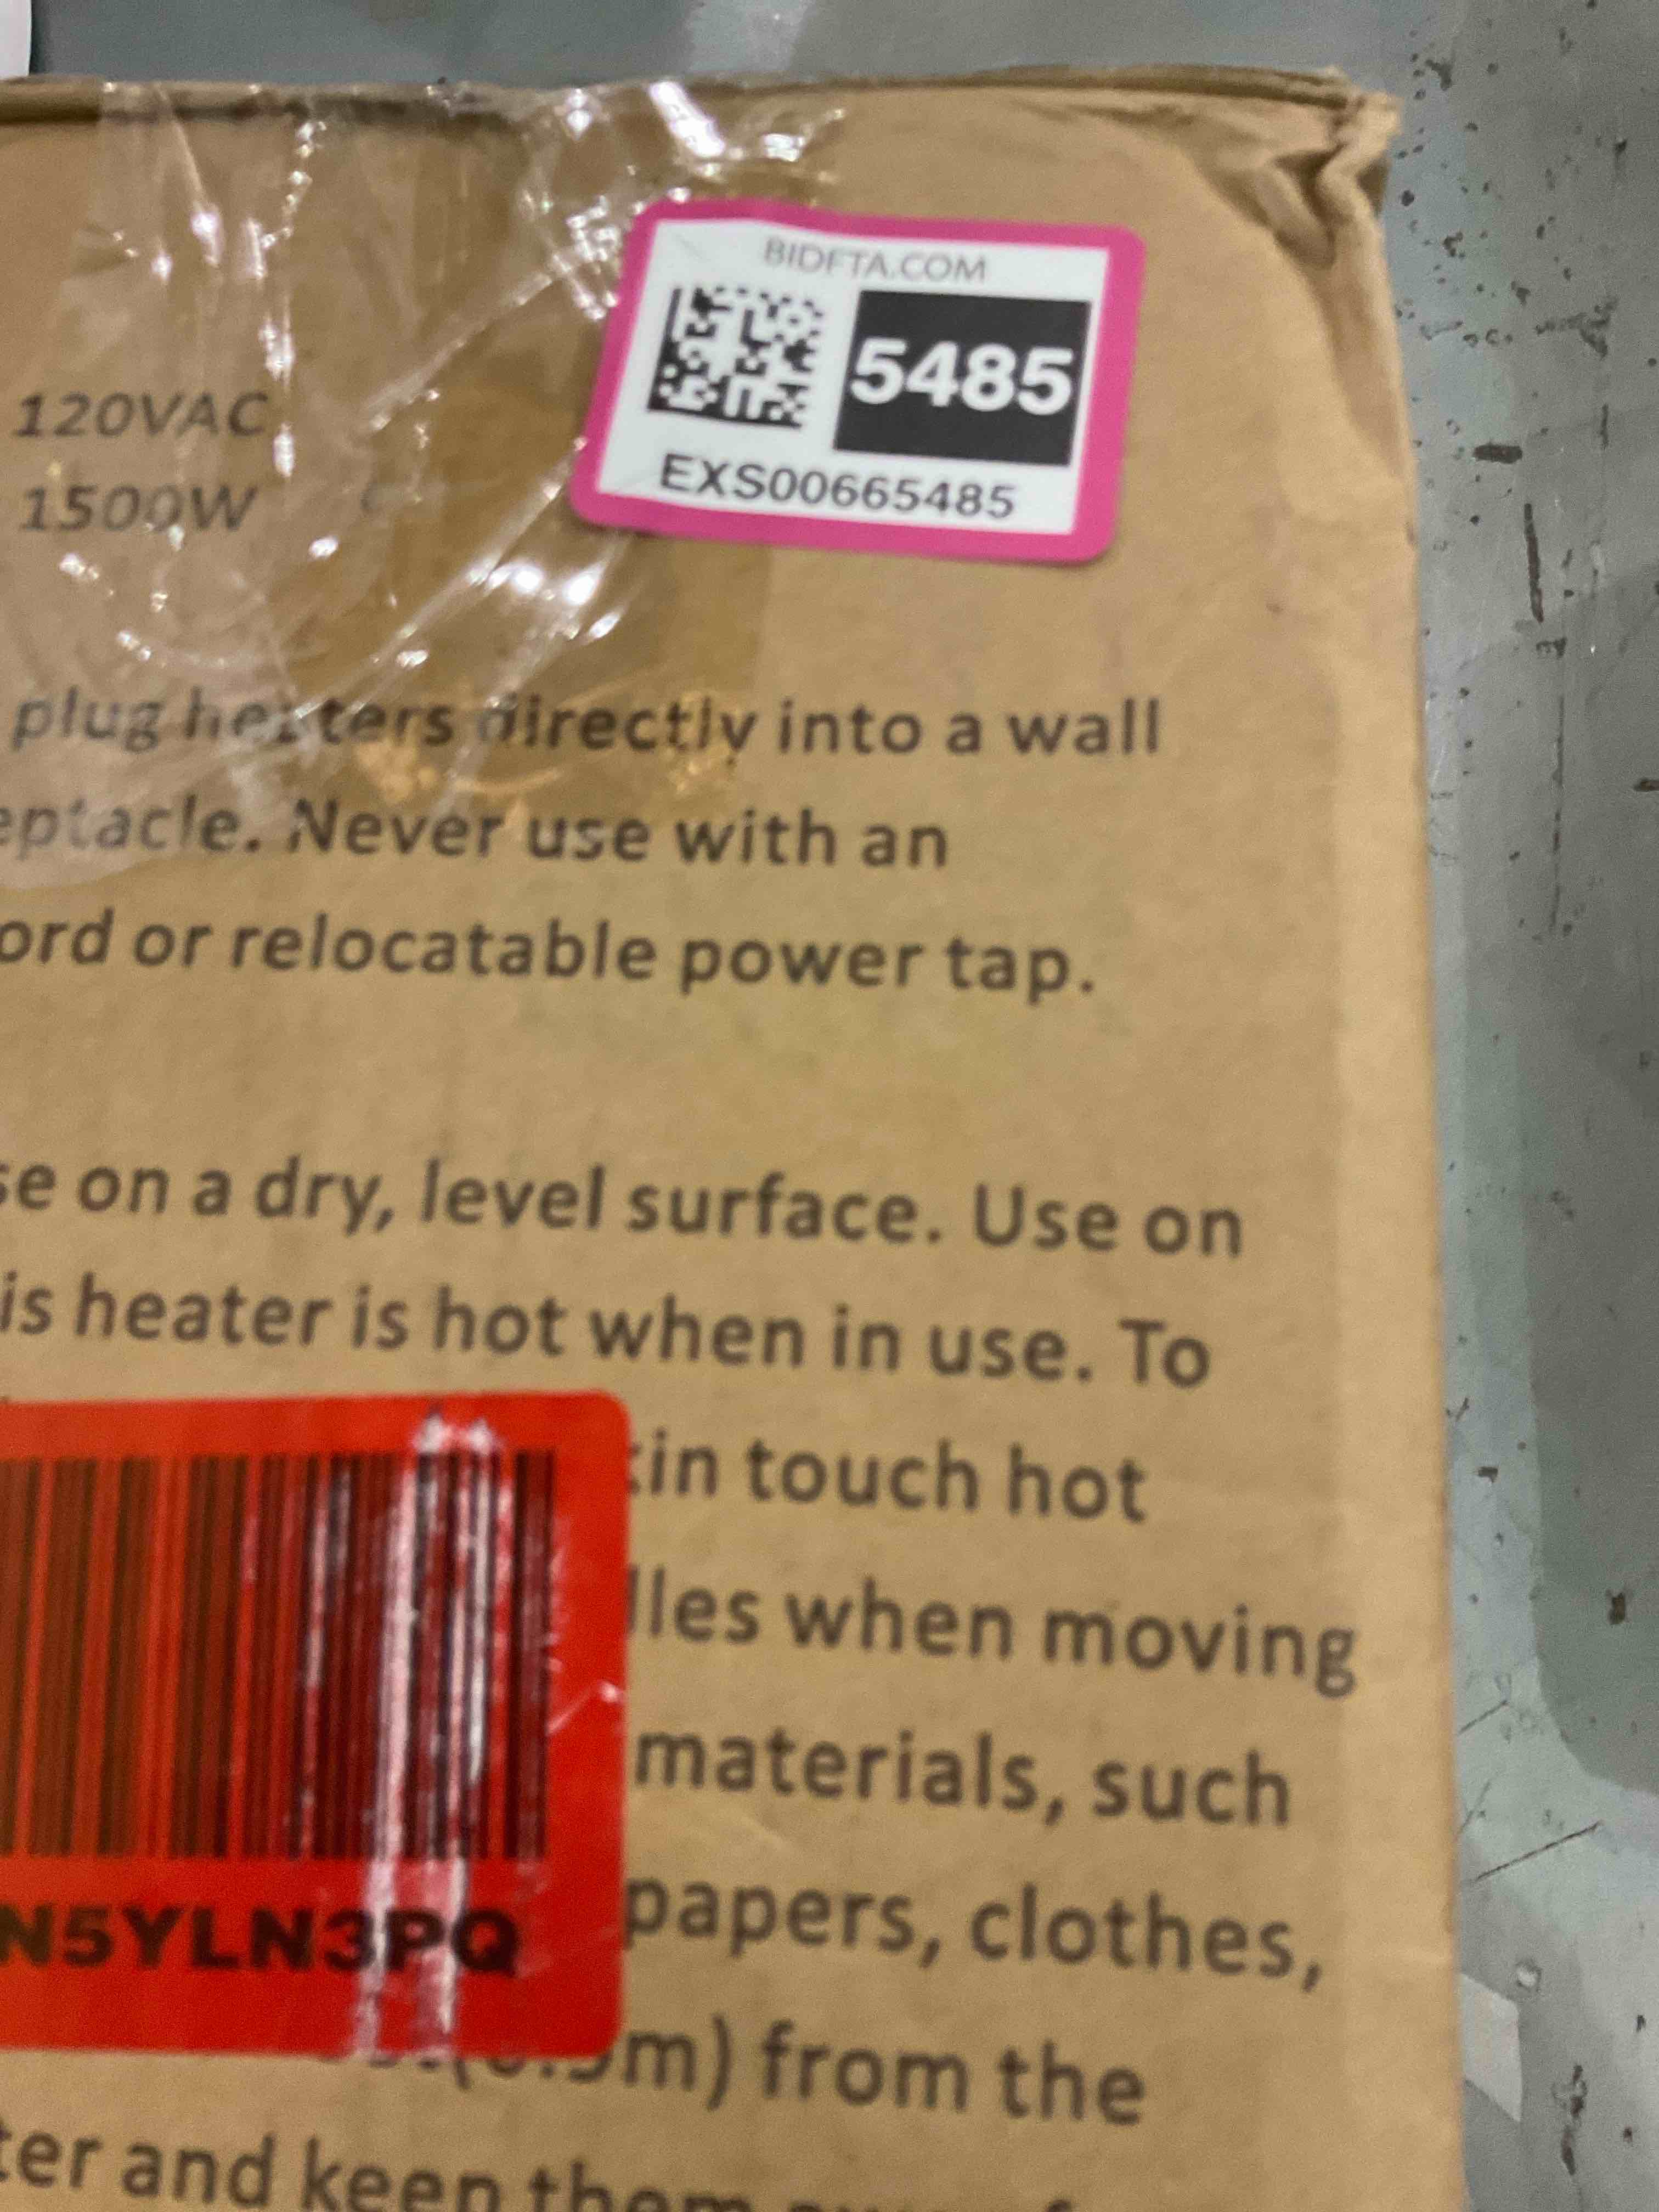 BIDFTA.COM
5485
EXS00665485
120VAC
1500W
plug heaters directly into a wall
eptacle. Never use with an
ord or relocatable power tap.
se on a dry, level surface. Use on
is heater is hot when in use. To
kin touch hot
lles when moving
materials, such
N5YLN3PQ
papers, clothes,
m) from the
ter and keep them